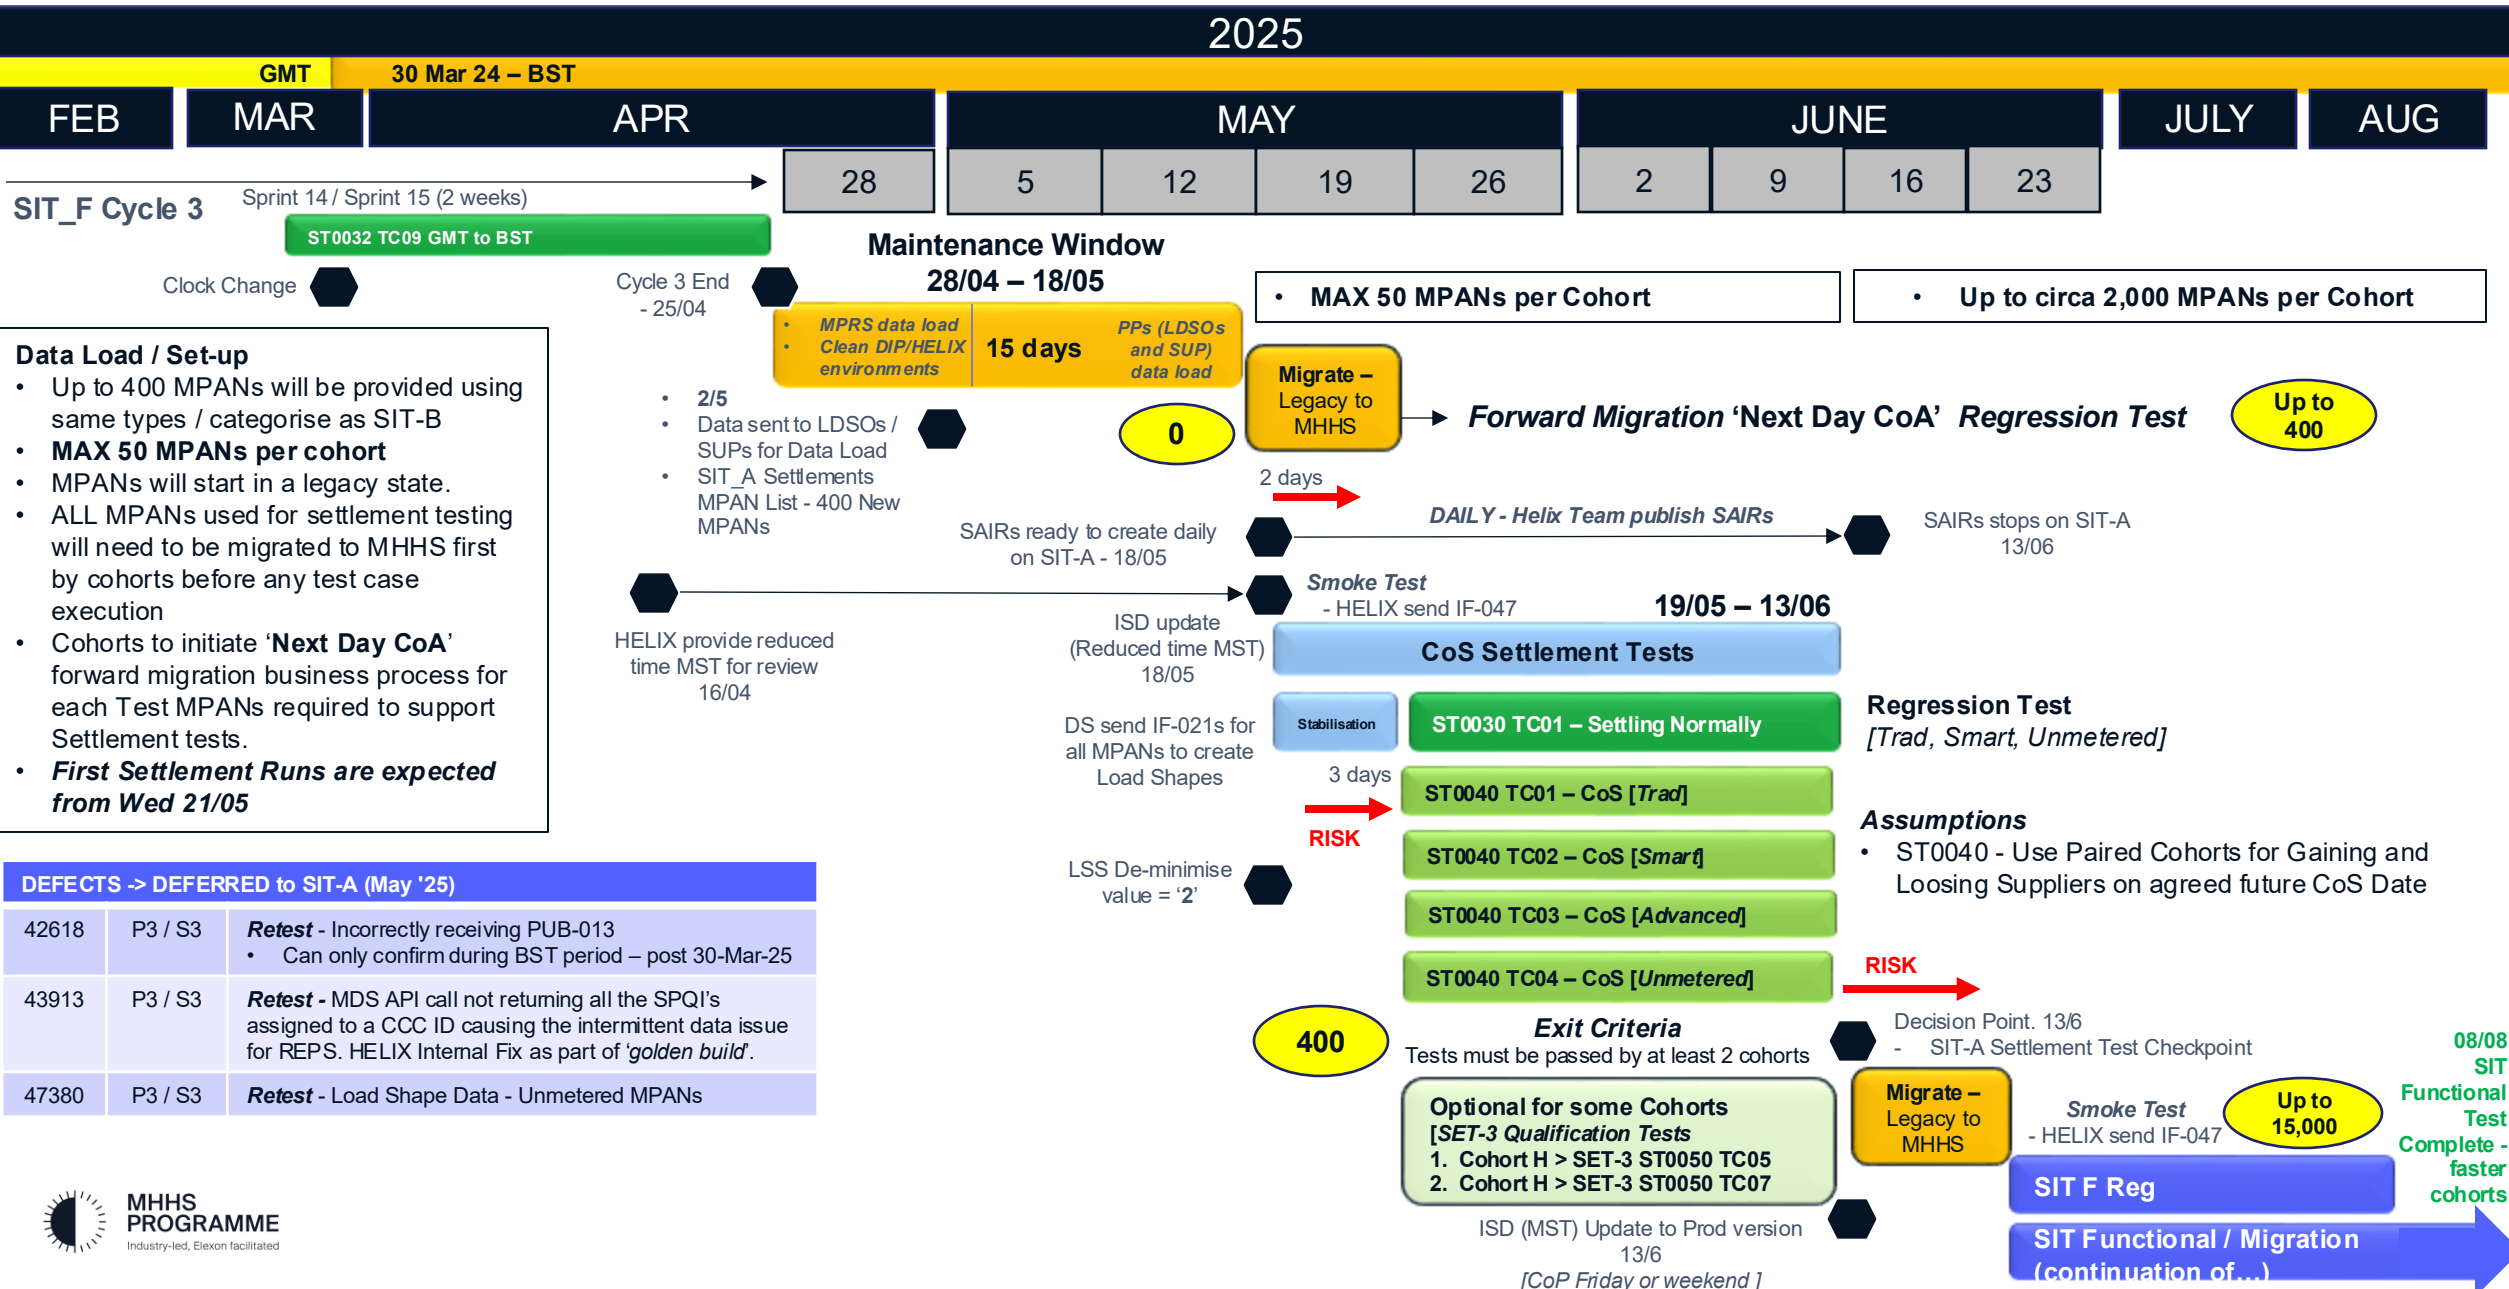 2025
GMT
30 Mar 24 – BST
FEB
MAR
APR
MAY
JUNE
JULY
AUG
28
5
12
19
26
2
9
16
23
SIT_F Cycle 3
Sprint 14 / Sprint 15 (2 weeks)
ST0032 TC09 GMT to BST
Clock Change
Cycle 3 End
- 25/04
Maintenance Window
28/04 – 18/05
• MPRS data load
• Clean DIP/HELIX
environments
15 days
PPs (LDSOs
and SUP)
data load
• MAX 50 MPANs per Cohort
• Up to circa 2,000 MPANs per Cohort
Data Load / Set-up
• Up to 400 MPANs will be provided using
same types / categorise as SIT-B
• MAX 50 MPANs per cohort
• MPANs will start in a legacy state.
• ALL MPANs used for settlement testing
will need to be migrated to MHHS first
by cohorts before any test case
execution
• Cohorts to initiate ‘Next Day CoA’
forward migration business process for
each Test MPANs required to support
Settlement tests.
• First Settlement Runs are expected
from Wed 21/05
• 2/5
• Data sent to LDSOs /
SUPs for Data Load
• SIT_A Settlements
MPAN List - 400 New
MPANs
0
Migrate –
Legacy to
MHHS
Forward Migration ‘Next Day CoA’ Regression Test
Up to
400
2 days
SAIRs ready to create daily
on SIT-A - 18/05
DAILY - Helix Team publish SAIRs
SAIRs stops on SIT-A
13/06
HELIX provide reduced
time MST for review
16/04
ISD update
(Reduced time MST)
18/05
Smoke Test
- HELIX send IF-047
19/05 – 13/06
CoS Settlement Tests
DS send IF-021s for
all MPANs to create
Load Shapes
Stabilisation
ST0030 TC01 – Settling Normally
Regression Test
[Trad, Smart, Unmetered]
3 days
RISK
ST0040 TC01 – CoS [Trad]
ST0040 TC02 – CoS [Smart]
ST0040 TC03 – CoS [Advanced]
ST0040 TC04 – CoS [Unmetered]
Assumptions
• ST0040 - Use Paired Cohorts for Gaining and
Loosing Suppliers on agreed future CoS Date
LSS De-minimise
value = ‘2’
RISK
DEFECTS -> DEFERRED to SIT-A (May '25)
42618 P3 / S3 Retest - Incorrectly receiving PUB-013
• Can only confirm during BST period – post 30-Mar-25
43913 P3 / S3 Retest - MDS API call not returning all the SPQI’s
assigned to a CCC ID causing the intermittent data issue
for REPS. HELIX Internal Fix as part of ‘golden build’.
47380 P3 / S3 Retest - Load Shape Data - Unmetered MPANs
400
Exit Criteria
Tests must be passed by at least 2 cohorts
Optional for some Cohorts
[SET-3 Qualification Tests
1. Cohort H > SET-3 ST0050 TC05
2. Cohort H > SET-3 ST0050 TC07
Decision Point. 13/6
- SIT-A Settlement Test Checkpoint
Migrate –
Legacy to
MHHS
Smoke Test
- HELIX send IF-047
Up to
15,000
08/08
SIT
Functional
Test
Complete -
faster
cohorts
SIT F Reg
SIT Functional / Migration
(continuation of…)
ISD (MST) Update to Prod version
13/6
[CoP Friday or weekend ]
MHHS
PROGRAMME
Industry-led, Elexon facilitated